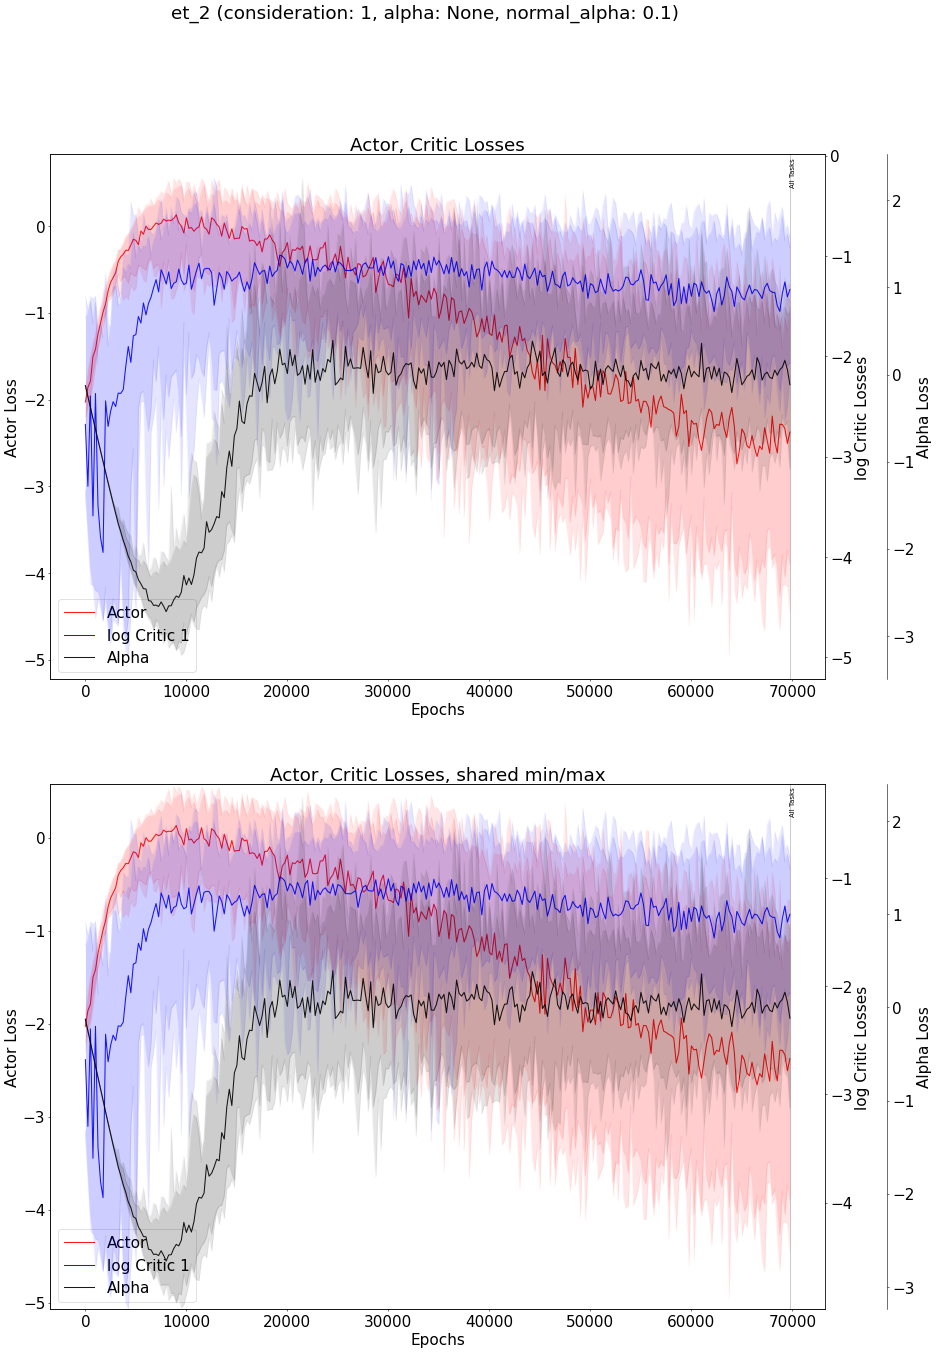 et_2 (consideration: 1, alpha: None, normal_alpha: 0.1)
Actor, Critic Losses
All Tasks
0
−1
−2
−3
−4
−5
Actor Loss
0
−1
−2
−3
−4
−5
log Critic Losses
2
1
0
−1
−2
−3
Alpha Loss
Actor
log Critic 1
Alpha
0 10000 20000 30000 40000 50000 60000 70000
Epochs
Actor, Critic Losses, shared min/max
All Tasks
0
−1
−2
−3
−4
−5
Actor Loss
−1
−2
−3
−4
log Critic Losses
2
1
0
−1
−2
−3
Alpha Loss
Actor
log Critic 1
Alpha
0 10000 20000 30000 40000 50000 60000 70000
Epochs